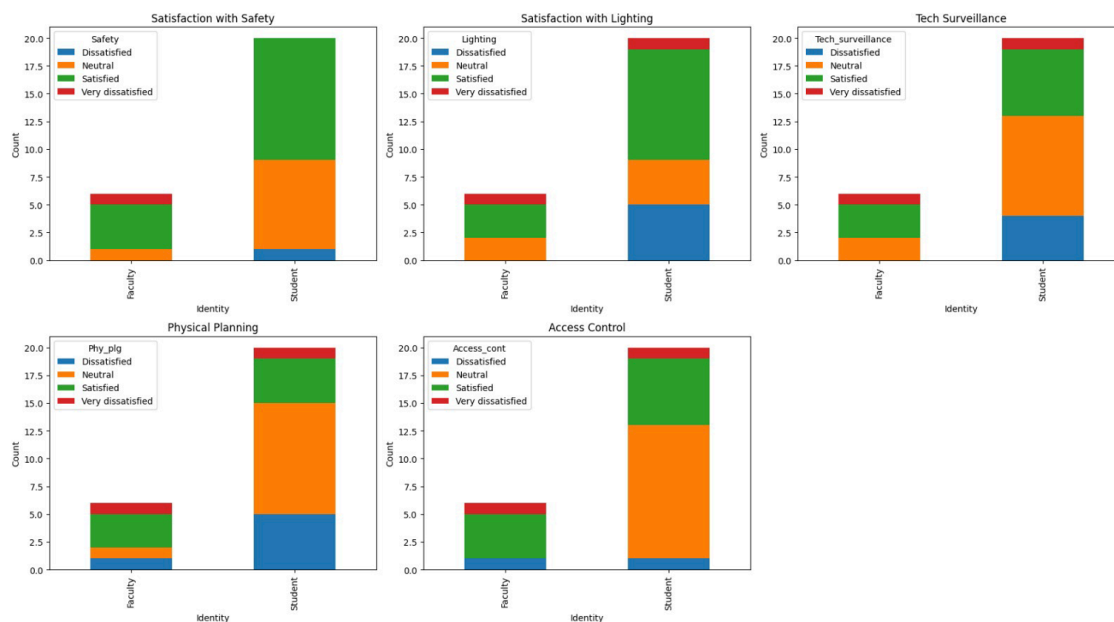 Satisfaction with Safety
Safety
Dissatisfied
Neutral
Satisfied
Very dissatisfied
20.0
17.5
15.0
12.5
10.0
7.5
5.0
2.5
0.0
Count
Faculty
Student
Identity
Satisfaction with Lighting
Lighting
Dissatisfied
Neutral
Satisfied
Very dissatisfied
20.0
17.5
15.0
12.5
10.0
7.5
5.0
2.5
0.0
Count
Faculty
Student
Identity
Tech Surveillance
Tech_surveillance
Dissatisfied
Neutral
Satisfied
Very dissatisfied
20.0
17.5
15.0
12.5
10.0
7.5
5.0
2.5
0.0
Count
Faculty
Student
Identity
Physical Planning
Phy_plg
Dissatisfied
Neutral
Satisfied
Very dissatisfied
20.0
17.5
15.0
12.5
10.0
7.5
5.0
2.5
0.0
Count
Faculty
Student
Identity
Access Control
Access_cont
Dissatisfied
Neutral
Satisfied
Very dissatisfied
20.0
17.5
15.0
12.5
10.0
7.5
5.0
2.5
0.0
Count
Faculty
Student
Identity